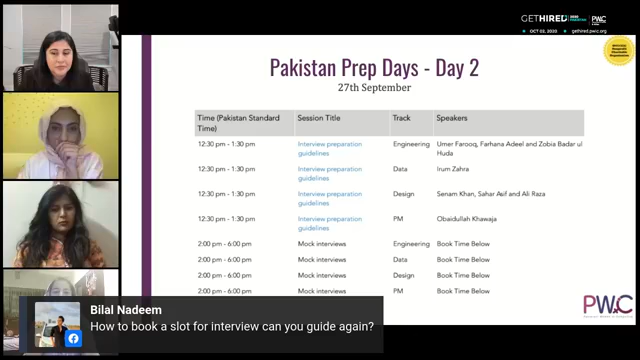 GETHIRED 2020 PAKISTAN PWiC
OCT 03, 2020 gethired.pwic.org
Pakistan Prep Days - Day 2
27th September
Time (Pakistan Standard Time) Session Title Track Speakers
12:30 pm - 1:30 pm Interview preparation guidelines Engineering Umer Farooq, Farhana Adeel and Zobia Badar ul Huda
12:30 pm - 1:30 pm Interview preparation guidelines Data Irum Zahra
12:30 pm - 1:30 pm Interview preparation guidelines Design Senam Khan, Sahar Asif and Ali Raza
12:30 pm - 1:30 pm Interview preparation guidelines PM Obaidullah Khawaja
2:00 pm - 6:00 pm Mock interviews Engineering Book Time Below
2:00 pm - 6:00 pm Mock interviews Data Book Time Below
2:00 pm - 6:00 pm Mock interviews Design Book Time Below
2:00 pm - 6:00 pm Mock interviews PM Book Time Below
PWiC
Bilal Nadeem
How to book a slot for interview can you guide again?